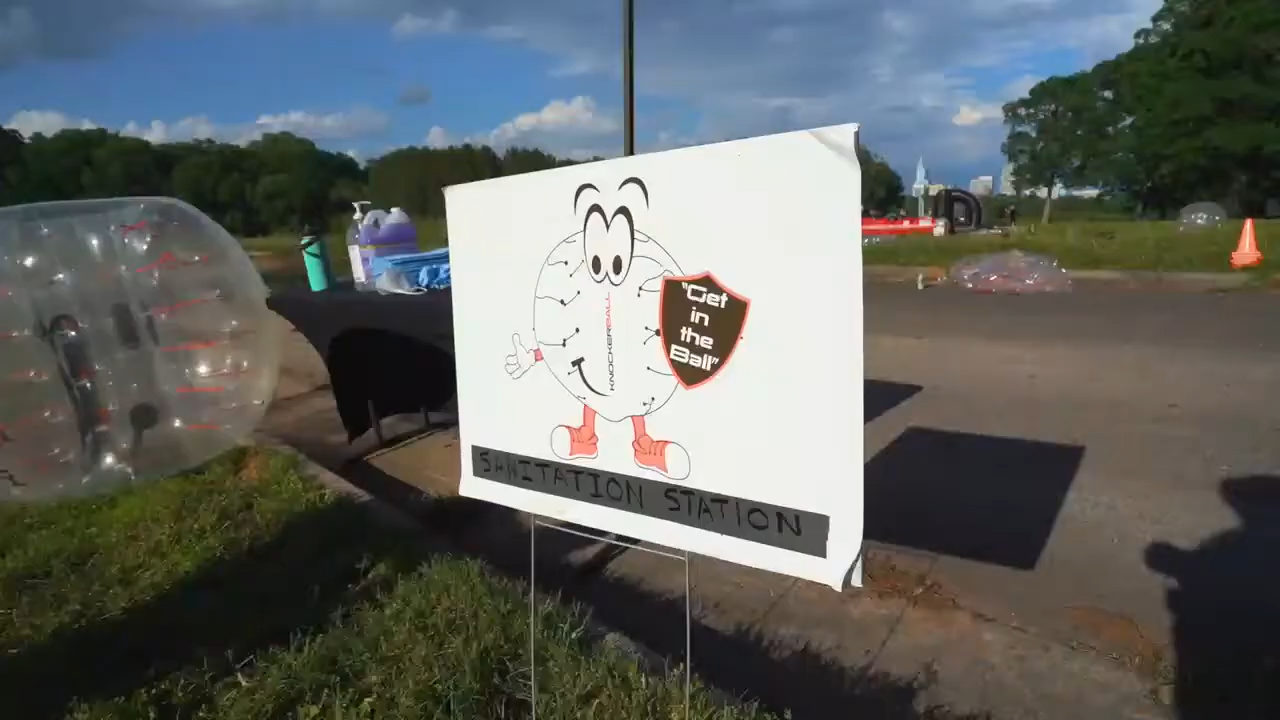 "Get
in
the
Ball"
KNOCKERBALL
SANITATION STATION